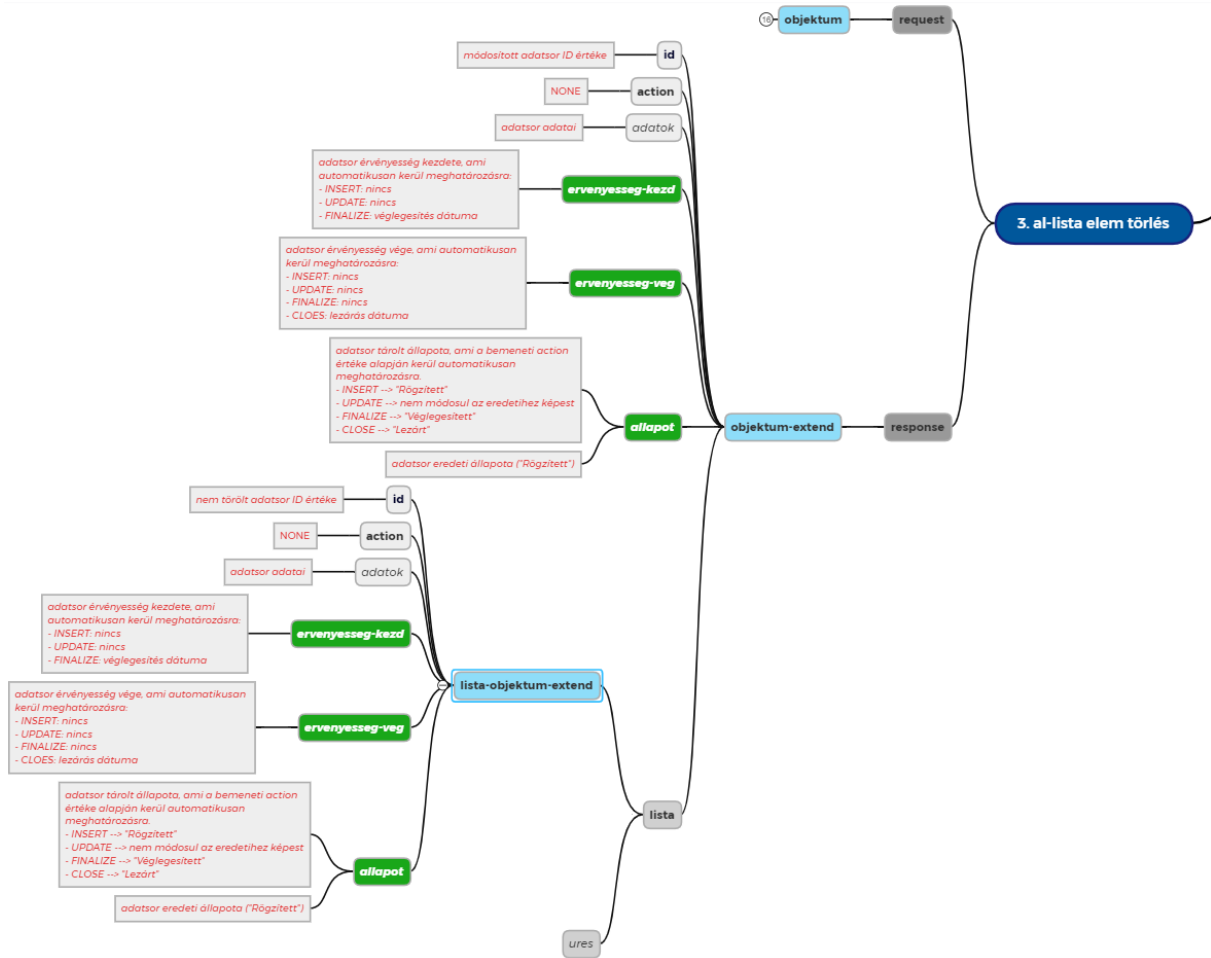 3. al-lista elem törlés
request
objektum
16
response
objektum-extend
id
módosított adatsor ID értéke
action
NONE
adatok
adatsor adatai
ervenyesseg-kezd
adatsor érvényesség kezdete, ami
automatikusan kerül meghatározásra:
- INSERT: nincs
- UPDATE: nincs
- FINALIZE: véglegesítés dátuma
ervenyesseg-veg
adatsor érvényesség vége, ami automatikusan
kerül meghatározásra:
- INSERT: nincs
- UPDATE: nincs
- FINALIZE: nincs
- CLOES: lezárás dátuma
allapot
adatsor tárolt állapota, ami a bemeneti action
értéke alapján kerül automatikusan
meghatározásra.
- INSERT --> "Rögzített"
- UPDATE --> nem módosul az eredetihez képest
- FINALIZE --> "Véglegesített"
- CLOSE --> "Lezárt"
adatsor eredeti állapota ("Rögzített")
lista
lista-objektum-extend
id
nem törölt adatsor ID értéke
action
NONE
adatok
adatsor adatai
ervenyesseg-kezd
adatsor érvényesség kezdete, ami
automatikusan kerül meghatározásra:
- INSERT: nincs
- UPDATE: nincs
- FINALIZE: véglegesítés dátuma
ervenyesseg-veg
adatsor érvényesség vége, ami automatikusan
kerül meghatározásra:
- INSERT: nincs
- UPDATE: nincs
- FINALIZE: nincs
- CLOES: lezárás dátuma
allapot
adatsor tárolt állapota, ami a bemeneti action
értéke alapján kerül automatikusan
meghatározásra.
- INSERT --> "Rögzített"
- UPDATE --> nem módosul az eredetihez képest
- FINALIZE --> "Véglegesített"
- CLOSE --> "Lezárt"
adatsor eredeti állapota ("Rögzített")
ures